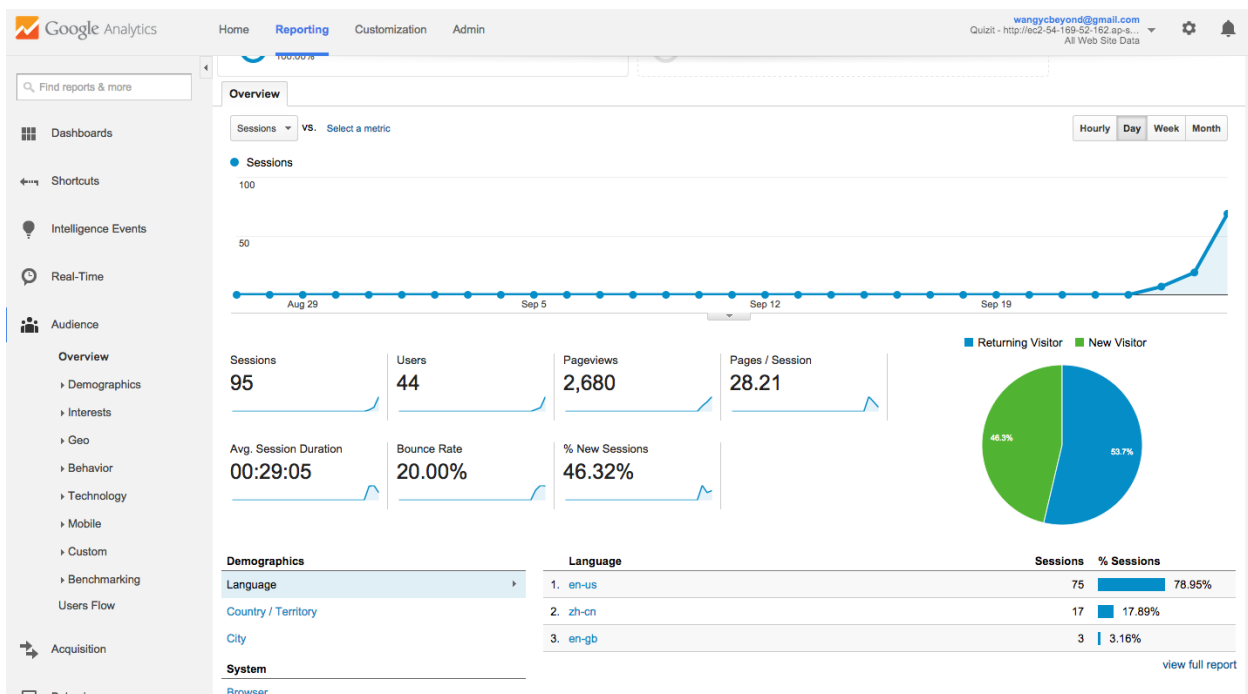 Google Analytics
Home Reporting Customization Admin
wangycbeyond@gmail.com
Quizit - http://ec2-54-169-52-162.ap-s...
All Web Site Data
100.00%
Find reports & more
Overview
Sessions VS. Select a metric
Hourly Day Week Month
Dashboards
Shortcuts
Intelligence Events
Real-Time
Audience
Overview
Demographics
Interests
Geo
Behavior
Technology
Mobile
Custom
Benchmarking
Users Flow
Acquisition
Sessions
100
50
Aug 29 Sep 5 Sep 12 Sep 19
Sessions Users Pageviews Pages / Session
95 44 2,680 28.21
Avg. Session Duration Bounce Rate % New Sessions
00:29:05 20.00% 46.32%
Returning Visitor New Visitor
46.3% 53.7%
Demographics
Language
Country / Territory
City
System
Browser
Language Sessions % Sessions
1. en-us 75 78.95%
2. zh-cn 17 17.89%
3. en-gb 3 3.16%
view full report